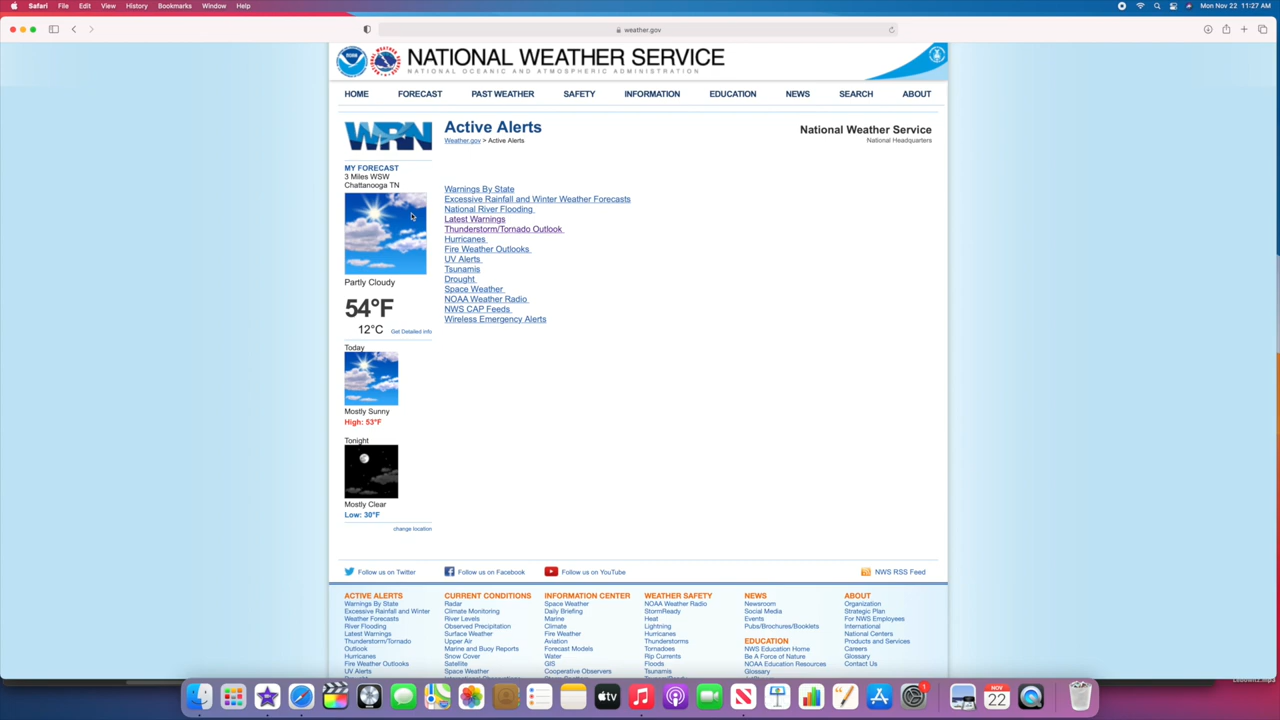 Safari File Edit View History Bookmarks Window Help Mon Nov 22 11:27 AM
weather.gov
NATIONAL WEATHER SERVICE
NATIONAL OCEANIC AND ATMOSPHERIC ADMINISTRATION
HOME FORECAST PAST WEATHER SAFETY INFORMATION EDUCATION NEWS SEARCH ABOUT
WRN
MY FORECAST
3 Miles WSW
Chattanooga TN
Partly Cloudy
54°F
12°C Get Detailed info
Today
Mostly Sunny
High: 53°F
Tonight
Mostly Clear
Low: 30°F
change location
Active Alerts
Weather.gov > Active Alerts
National Weather Service
National Headquarters
Warnings By State
Excessive Rainfall and Winter Weather Forecasts
National River Flooding
Latest Warnings
Thunderstorm/Tornado Outlook
Hurricanes
Fire Weather Outlooks
UV Alerts
Tsunamis
Drought
Space Weather
NOAA Weather Radio
NWS CAP Feeds
Wireless Emergency Alerts
Follow us on Twitter Follow us on Facebook Follow us on YouTube NWS RSS Feed
ACTIVE ALERTS
Warnings By State
Excessive Rainfall and Winter
Weather Forecasts
River Flooding
Latest Warnings
Thunderstorm/Tornado
Outlook
Hurricanes
Fire Weather Outlooks
UV Alerts
CURRENT CONDITIONS
Radar
Climate Monitoring
River Levels
Observed Precipitation
Surface Weather
Upper Air
Marine and Buoy Reports
Snow Cover
Satellite
Space Weather
INFORMATION CENTER
Space Weather
Daily Briefing
Marine
Climate
Fire Weather
Aviation
Forecast Models
Water
GIS
Cooperative Observers
WEATHER SAFETY
NOAA Weather Radio
StormReady
Heat
Lightning
Hurricanes
Thunderstorms
Tornadoes
Rip Currents
Floods
Tsunamis
NEWS
Newsroom
Social Media
Events
Pubs/Brochures/Booklets
EDUCATION
NWS Education Home
Be A Force of Nature
NOAA Education Resources
Glossary
ABOUT
Organization
Strategic Plan
For NWS Employees
International
National Centers
Products and Services
Careers
Glossary
Contact Us
tv
NOV
22